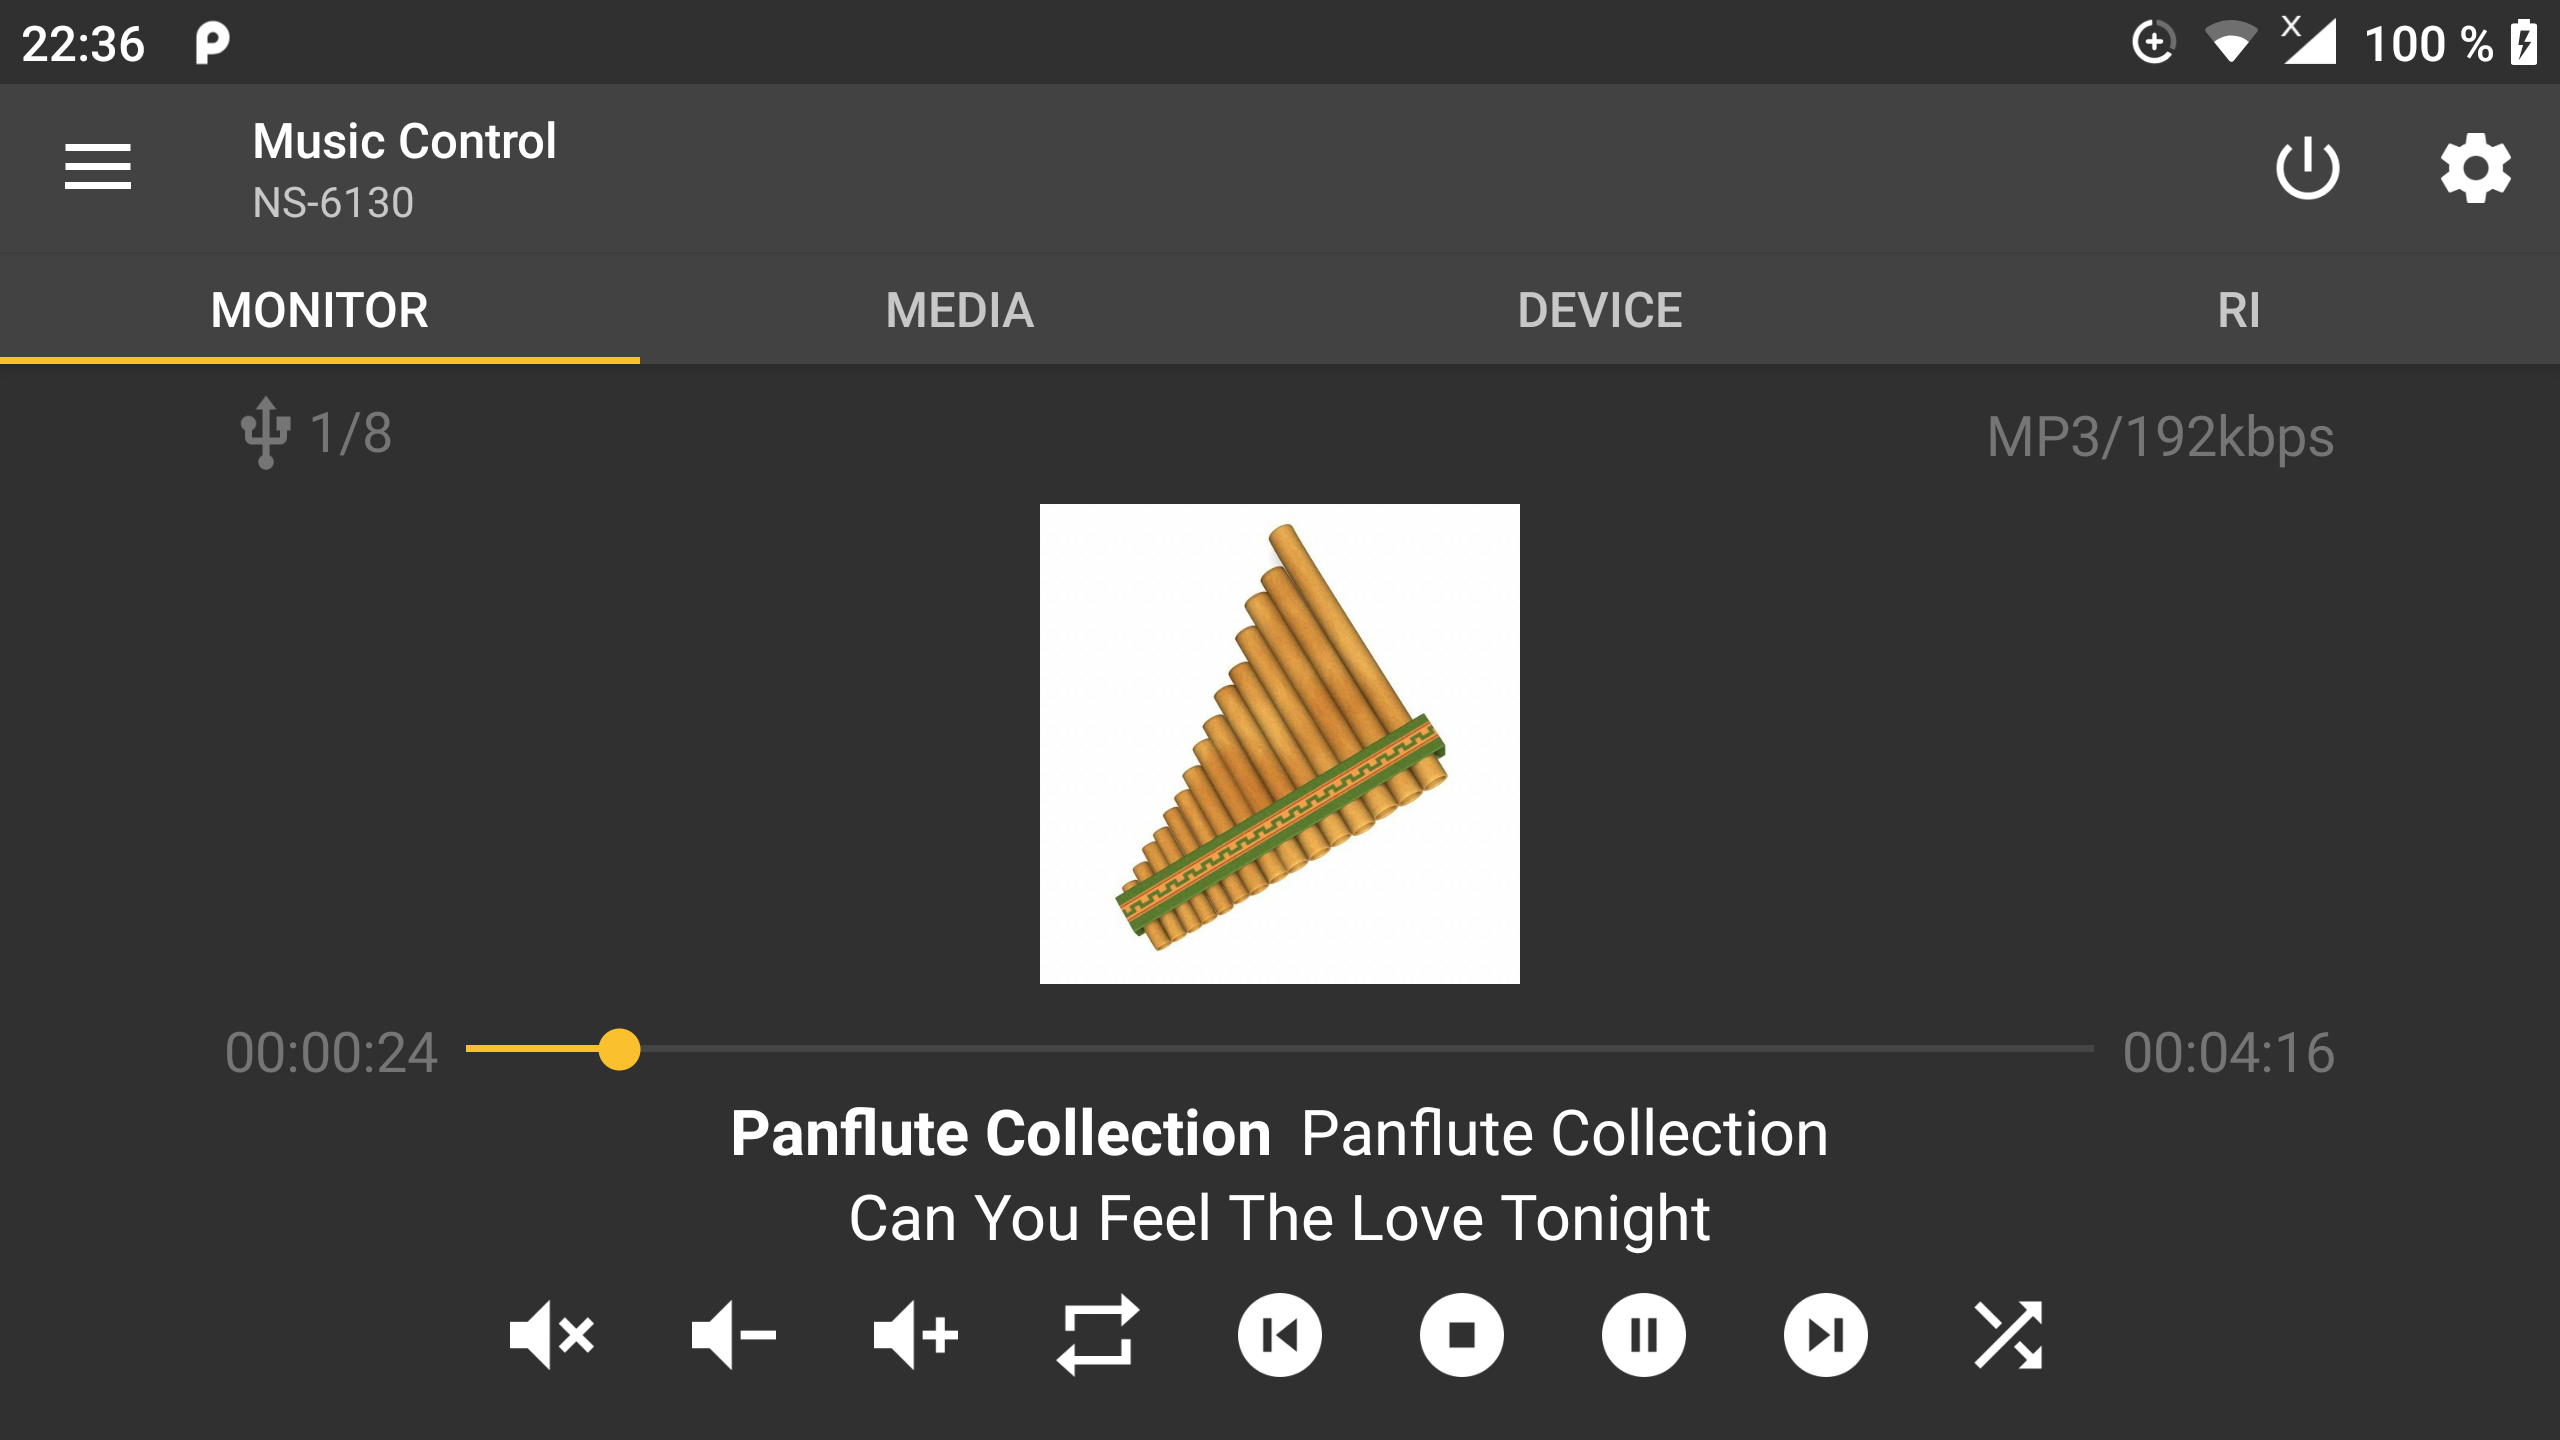 22:36 100 %
Music Control
NS-6130
MONITOR MEDIA DEVICE RI
1/8 MP3/192kbps
00:00:24 00:04:16
Panflute Collection Panflute Collection
Can You Feel The Love Tonight